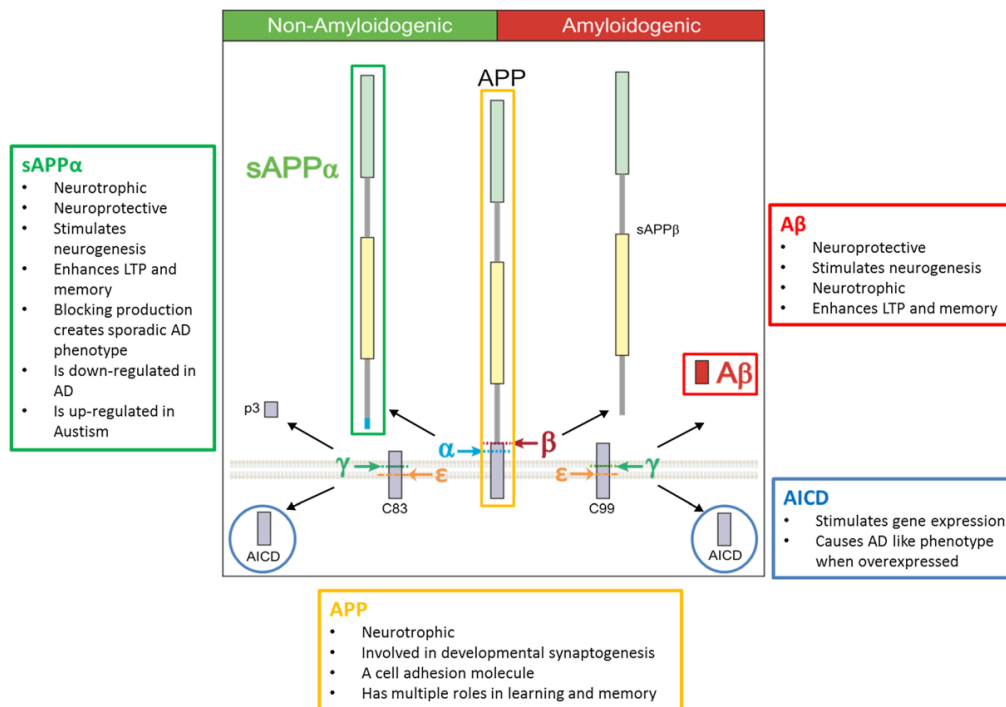 Non-Amyloidogenic
Amyloidogenic
APP
sAPPα
sAPPβ
Aβ
p3
α
β
γ
ε
ε
γ
C83
C99
AICD
AICD
sAPPα
• Neurotrophic
• Neuroprotective
• Stimulates
neurogenesis
• Enhances LTP and
memory
• Blocking production
creates sporadic AD
phenotype
• Is down-regulated in
AD
• Is up-regulated in
Austism
Aβ
• Neuroprotective
• Stimulates neurogenesis
• Neurotrophic
• Enhances LTP and memory
AICD
• Stimulates gene expression
• Causes AD like phenotype
when overexpressed
APP
• Neurotrophic
• Involved in developmental synaptogenesis
• A cell adhesion molecule
• Has multiple roles in learning and memory